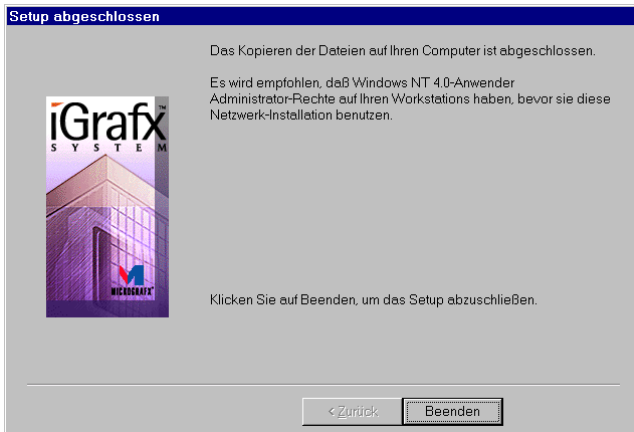 Setup abgeschlossen
Das Kopieren der Dateien auf Ihren Computer ist abgeschlossen.
Es wird empfohlen, daß Windows NT 4.0-Anwender
Administrator-Rechte auf Ihren Workstations haben, bevor sie diese
Netzwerk-Installation benutzen.
iGrafx™
SYSTEM
MICROGRAFX®
Klicken Sie auf Beenden, um das Setup abzuschließen.
< Zurück
Beenden